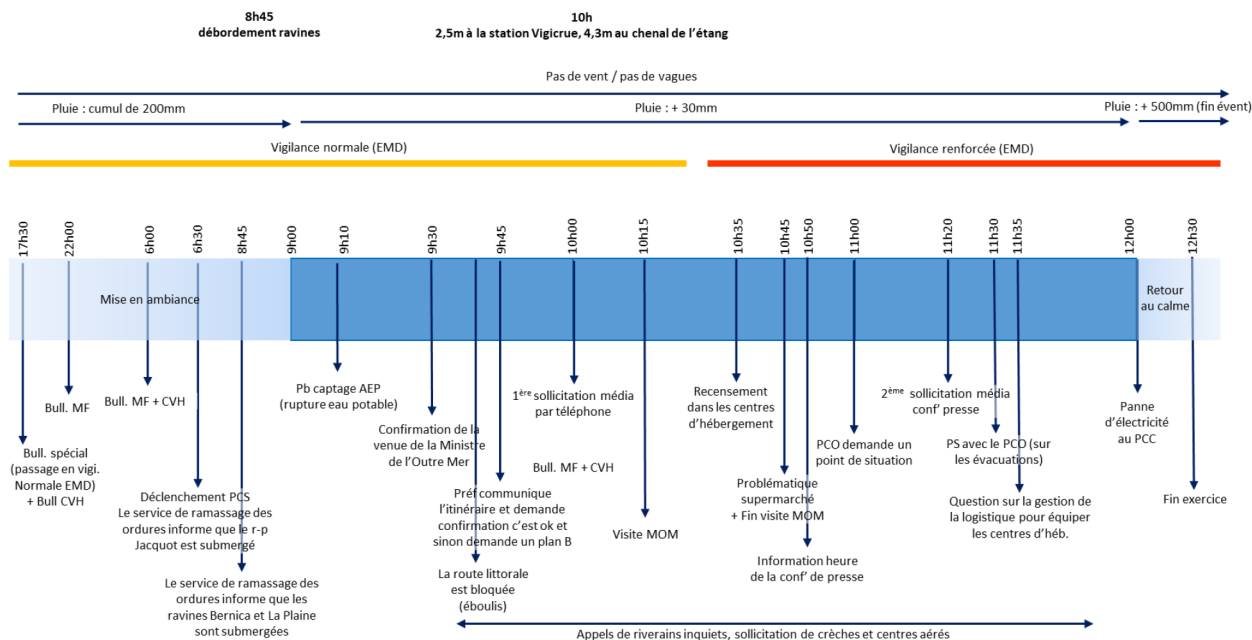 8h45
débordement ravines
10h
2,5m à la station Vigicrue, 4,3m au chenal de l'étang
Pas de vent / pas de vagues
Pluie : cumul de 200mm
Pluie : + 30mm
Pluie : + 500mm (fin évent)
Vigilance normale (EMD)
Vigilance renforcée (EMD)
17h30
22h00
6h00
6h30
8h45
9h00
9h10
9h30
9h45
10h00
10h15
10h35
10h45
10h50
11h00
11h20
11h30
11h35
12h00
12h30
Mise en ambiance
Retour
au calme
Bull. spécial
(passage en vigi.
Normale EMD)
+ Bull CVH
Bull. MF
Bull. MF + CVH
Déclenchement PCS
Le service de ramassage des
ordures informe que le r-p
Jacquot est submergé
Le service de ramassage des
ordures informe que les
ravines Bernica et La Plaine
sont submergées
Pb captage AEP
(rupture eau potable)
Confirmation de la
venue de la Ministre
de l'Outre Mer
La route littorale
est bloquée
(éboulis)
Préf communique
l'itinéraire et demande
confirmation c'est ok et
sinon demande un plan B
1ère sollicitation média
par téléphone
Bull. MF + CVH
Visite MOM
Recensement
dans les centres
d'hébergement
Problématique
supermarché
+ Fin visite MOM
Information heure
de la conf' de presse
PCO demande un
point de situation
2ème sollicitation média
conf' presse
PS avec le PCO (sur
les évacuations)
Question sur la gestion de
la logistique pour équiper
les centres d'héb.
Panne
d'électricité
au PCC
Fin exercice
Appels de riverains inquiets, sollicitation de crèches et centres aérés